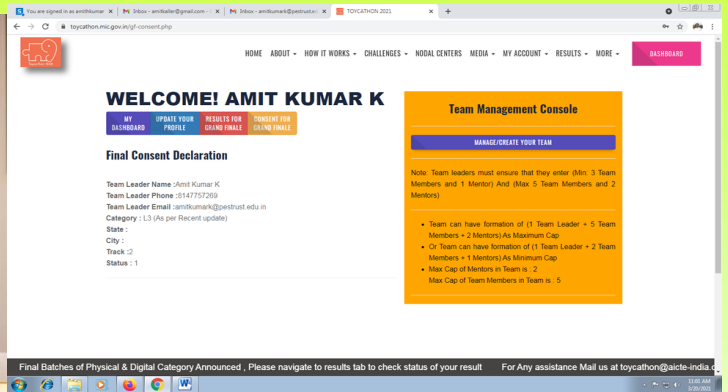 You are signed in as amithkumar
Inbox - amitballer@gmail.com -
Inbox - amitkumark@pestrust.ed
TOYCATHON 2021
toycathon.mic.gov.in/gf-consent.php
HOME ABOUT HOW IT WORKS CHALLENGES NODAL CENTERS MEDIA MY ACCOUNT RESULTS MORE DASHBOARD
WELCOME! AMIT KUMAR K
MY DASHBOARD
UPDATE YOUR PROFILE
RESULTS FOR GRAND FINALE
CONSENT FOR GRAND FINALE
Final Consent Declaration
Team Leader Name :Amit Kumar K
Team Leader Phone :8147757269
Team Leader Email :amitkumark@pestrust.edu.in
Category : L3 (As per Recent update)
State :
City :
Track :2
Status : 1
Team Management Console
MANAGE/CREATE YOUR TEAM
Note: Team leaders must ensure that they enter (Min: 3 Team
Members and 1 Mentor) And (Max 5 Team Members and 2
Mentors)
• Team can have formation of (1 Team Leader + 5 Team
Members + 2 Mentors) As Maximum Cap
• Or Team can have formation of (1 Team Leader + 2 Team
Members + 1 Mentors) As Minimum Cap
• Max Cap of Mentors in Team is : 2
Max Cap of Team Members in Team is : 5
Final Batches of Physical & Digital Category Announced , Please navigate to results tab to check status of your result For Any assistance Mail us at toycathon@aicte-india.
11:01 AM
3/20/2021